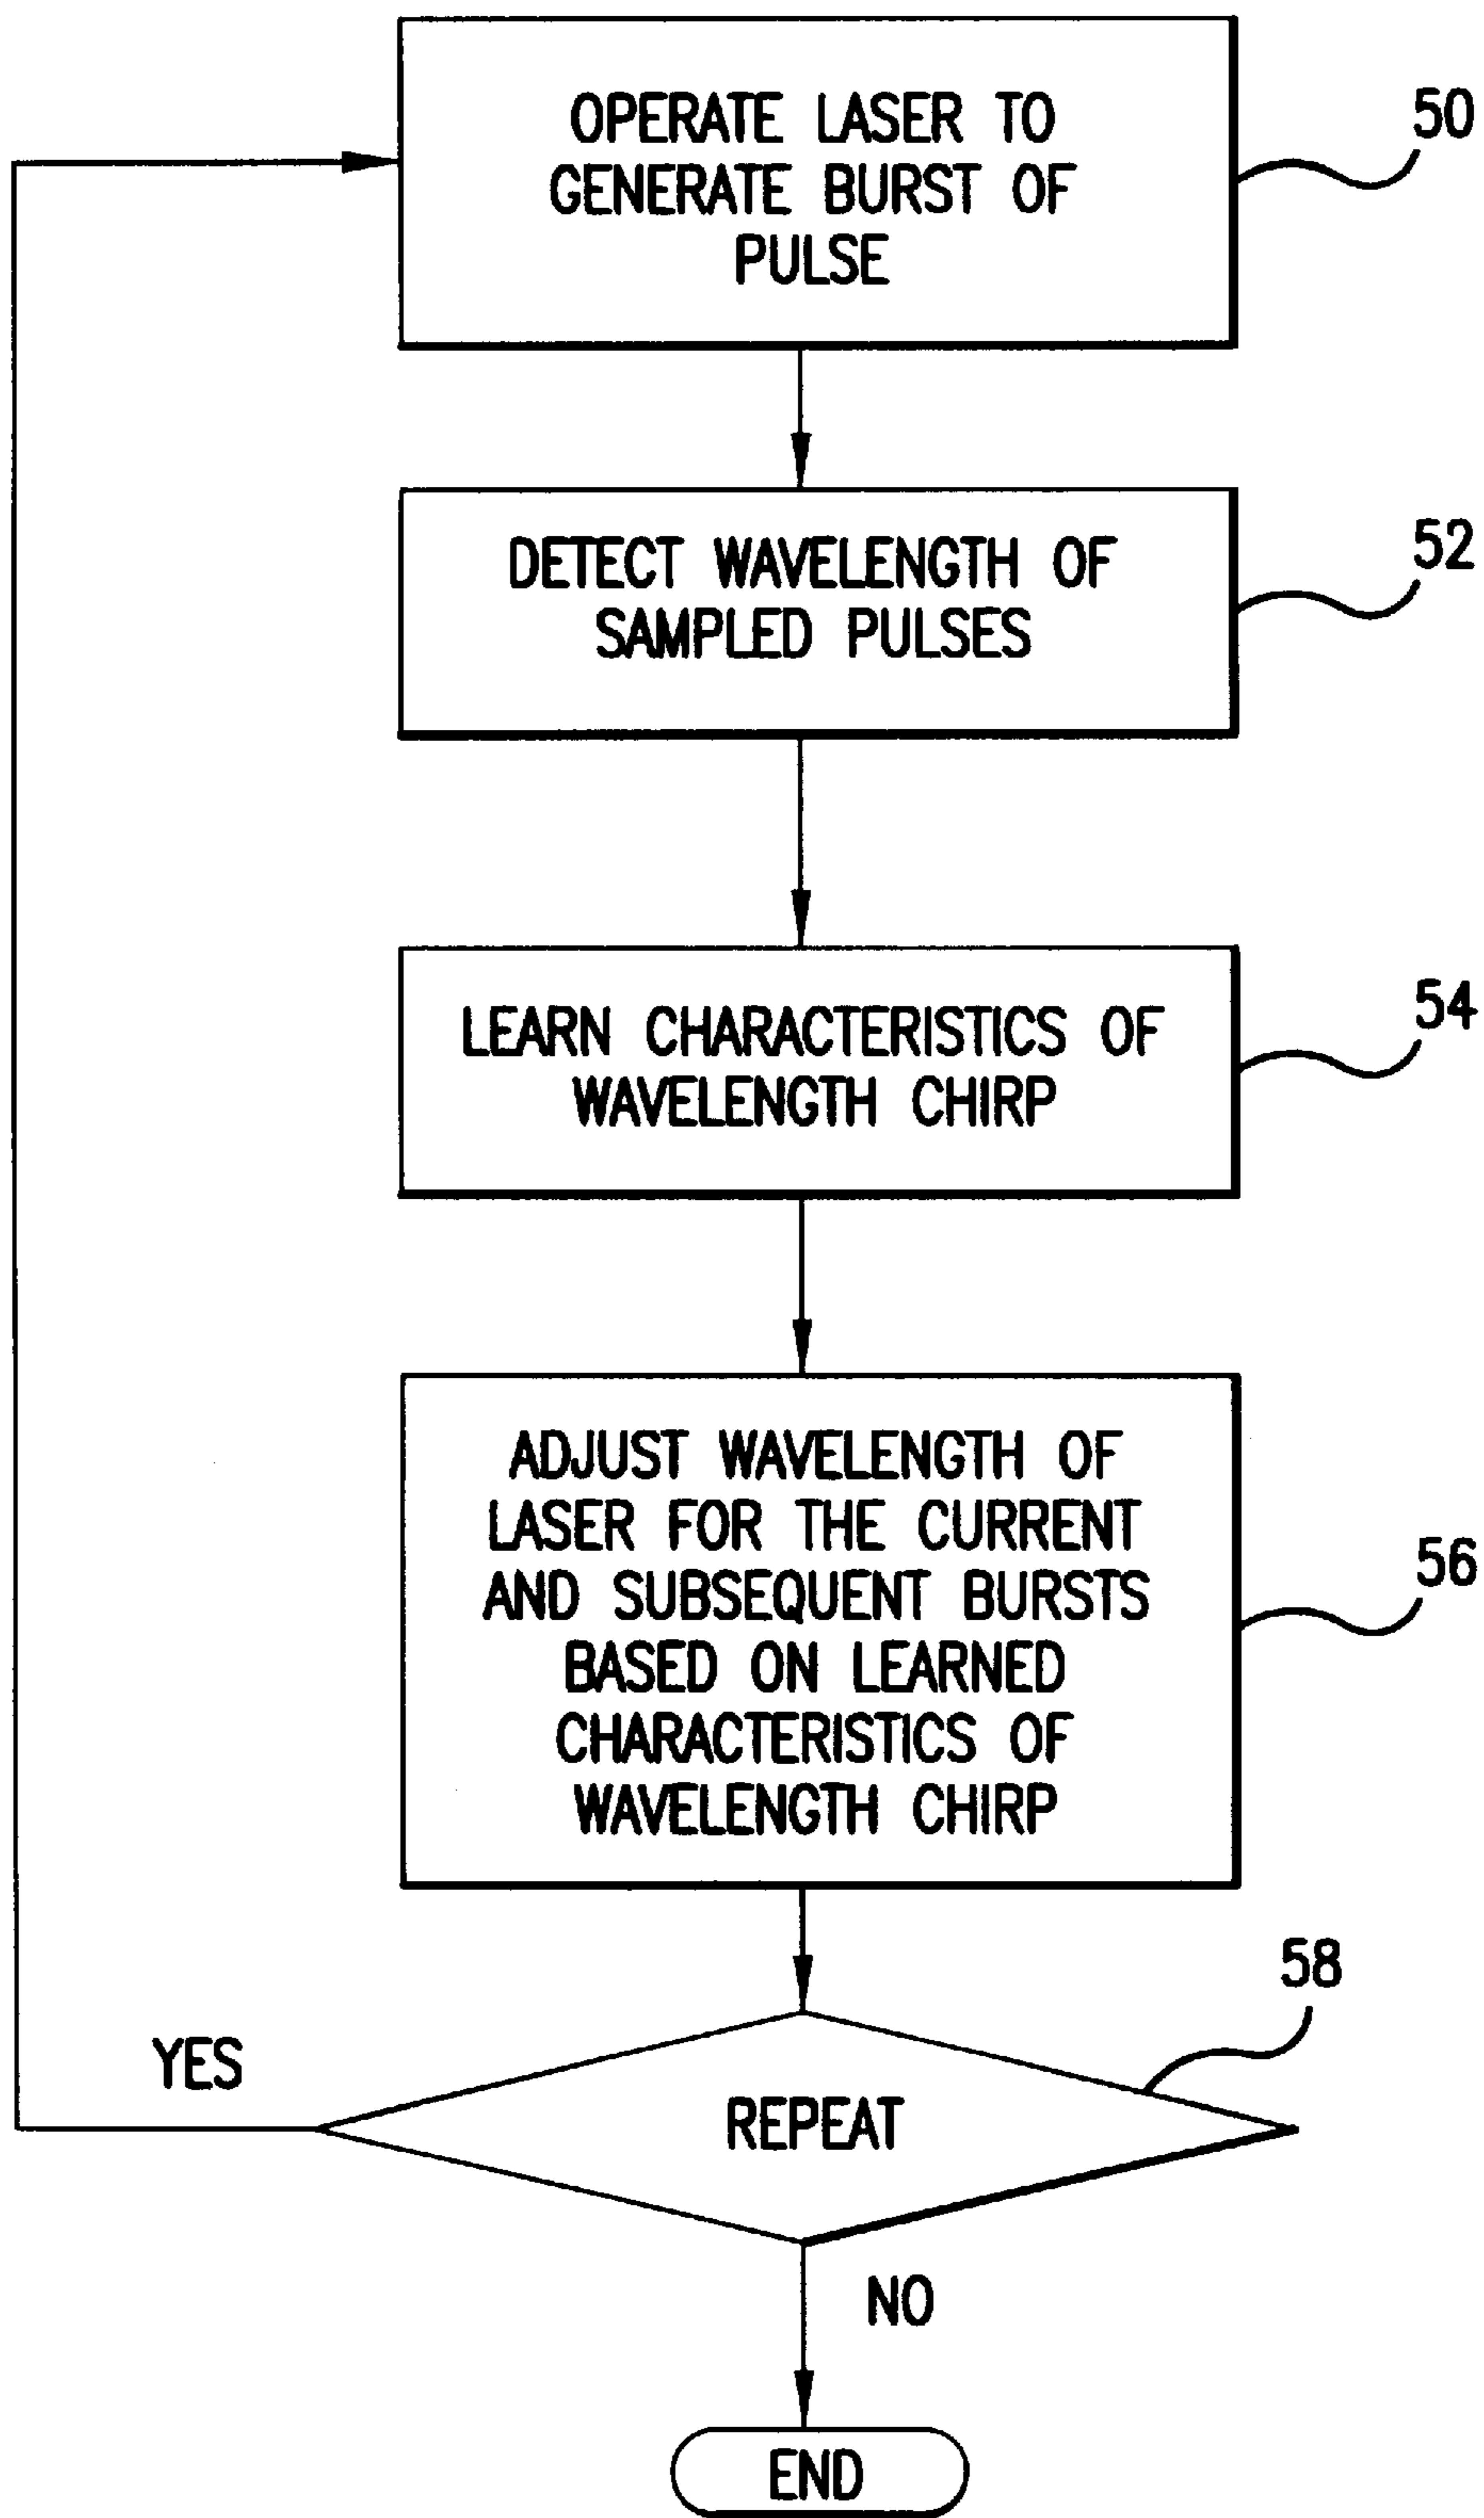 OPERATE LASER TO
GENERATE BURST OF
PULSE
50
DETECT WAVELENGTH OF
SAMPLED PULSES
52
LEARN CHARACTERISTICS OF
WAVELENGTH CHIRP
54
ADJUST WAVELENGTH OF
LASER FOR THE CURRENT
AND SUBSEQUENT BURSTS
BASED ON LEARNED
CHARACTERISTICS OF
WAVELENGTH CHIRP
56
58
YES
REPEAT
NO
END